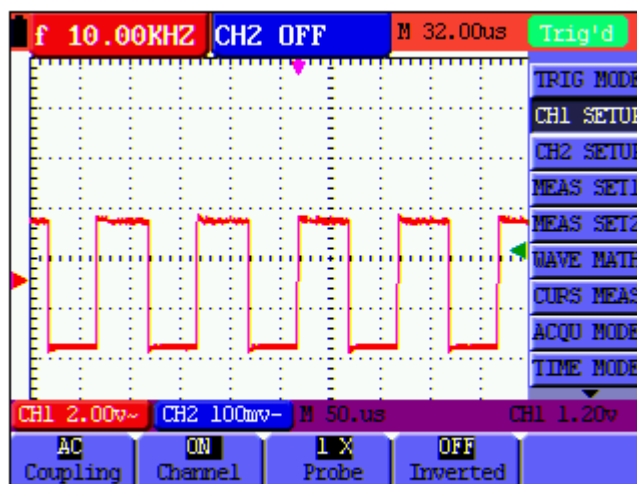 f 10.00KHZ CH2 OFF M 32.00us Trig'd
TRIG MODE
CH1 SETUP
CH2 SETUP
MEAS SET1
MEAS SET2
WAVE MATH
CURS MEAS
ACQU MODE
TIME MODE
CH1 2.00v~ CH2 100mv- M 50.us CH1 1.20v
AC ON 1 X OFF
Coupling Channel Probe Inverted